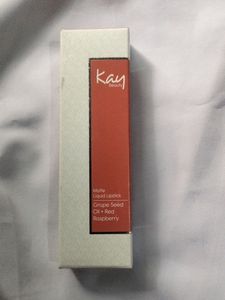 Kay
Beauty
Matte
Liquid Lipstick
Grape Seed
Oil + Red
Raspberry